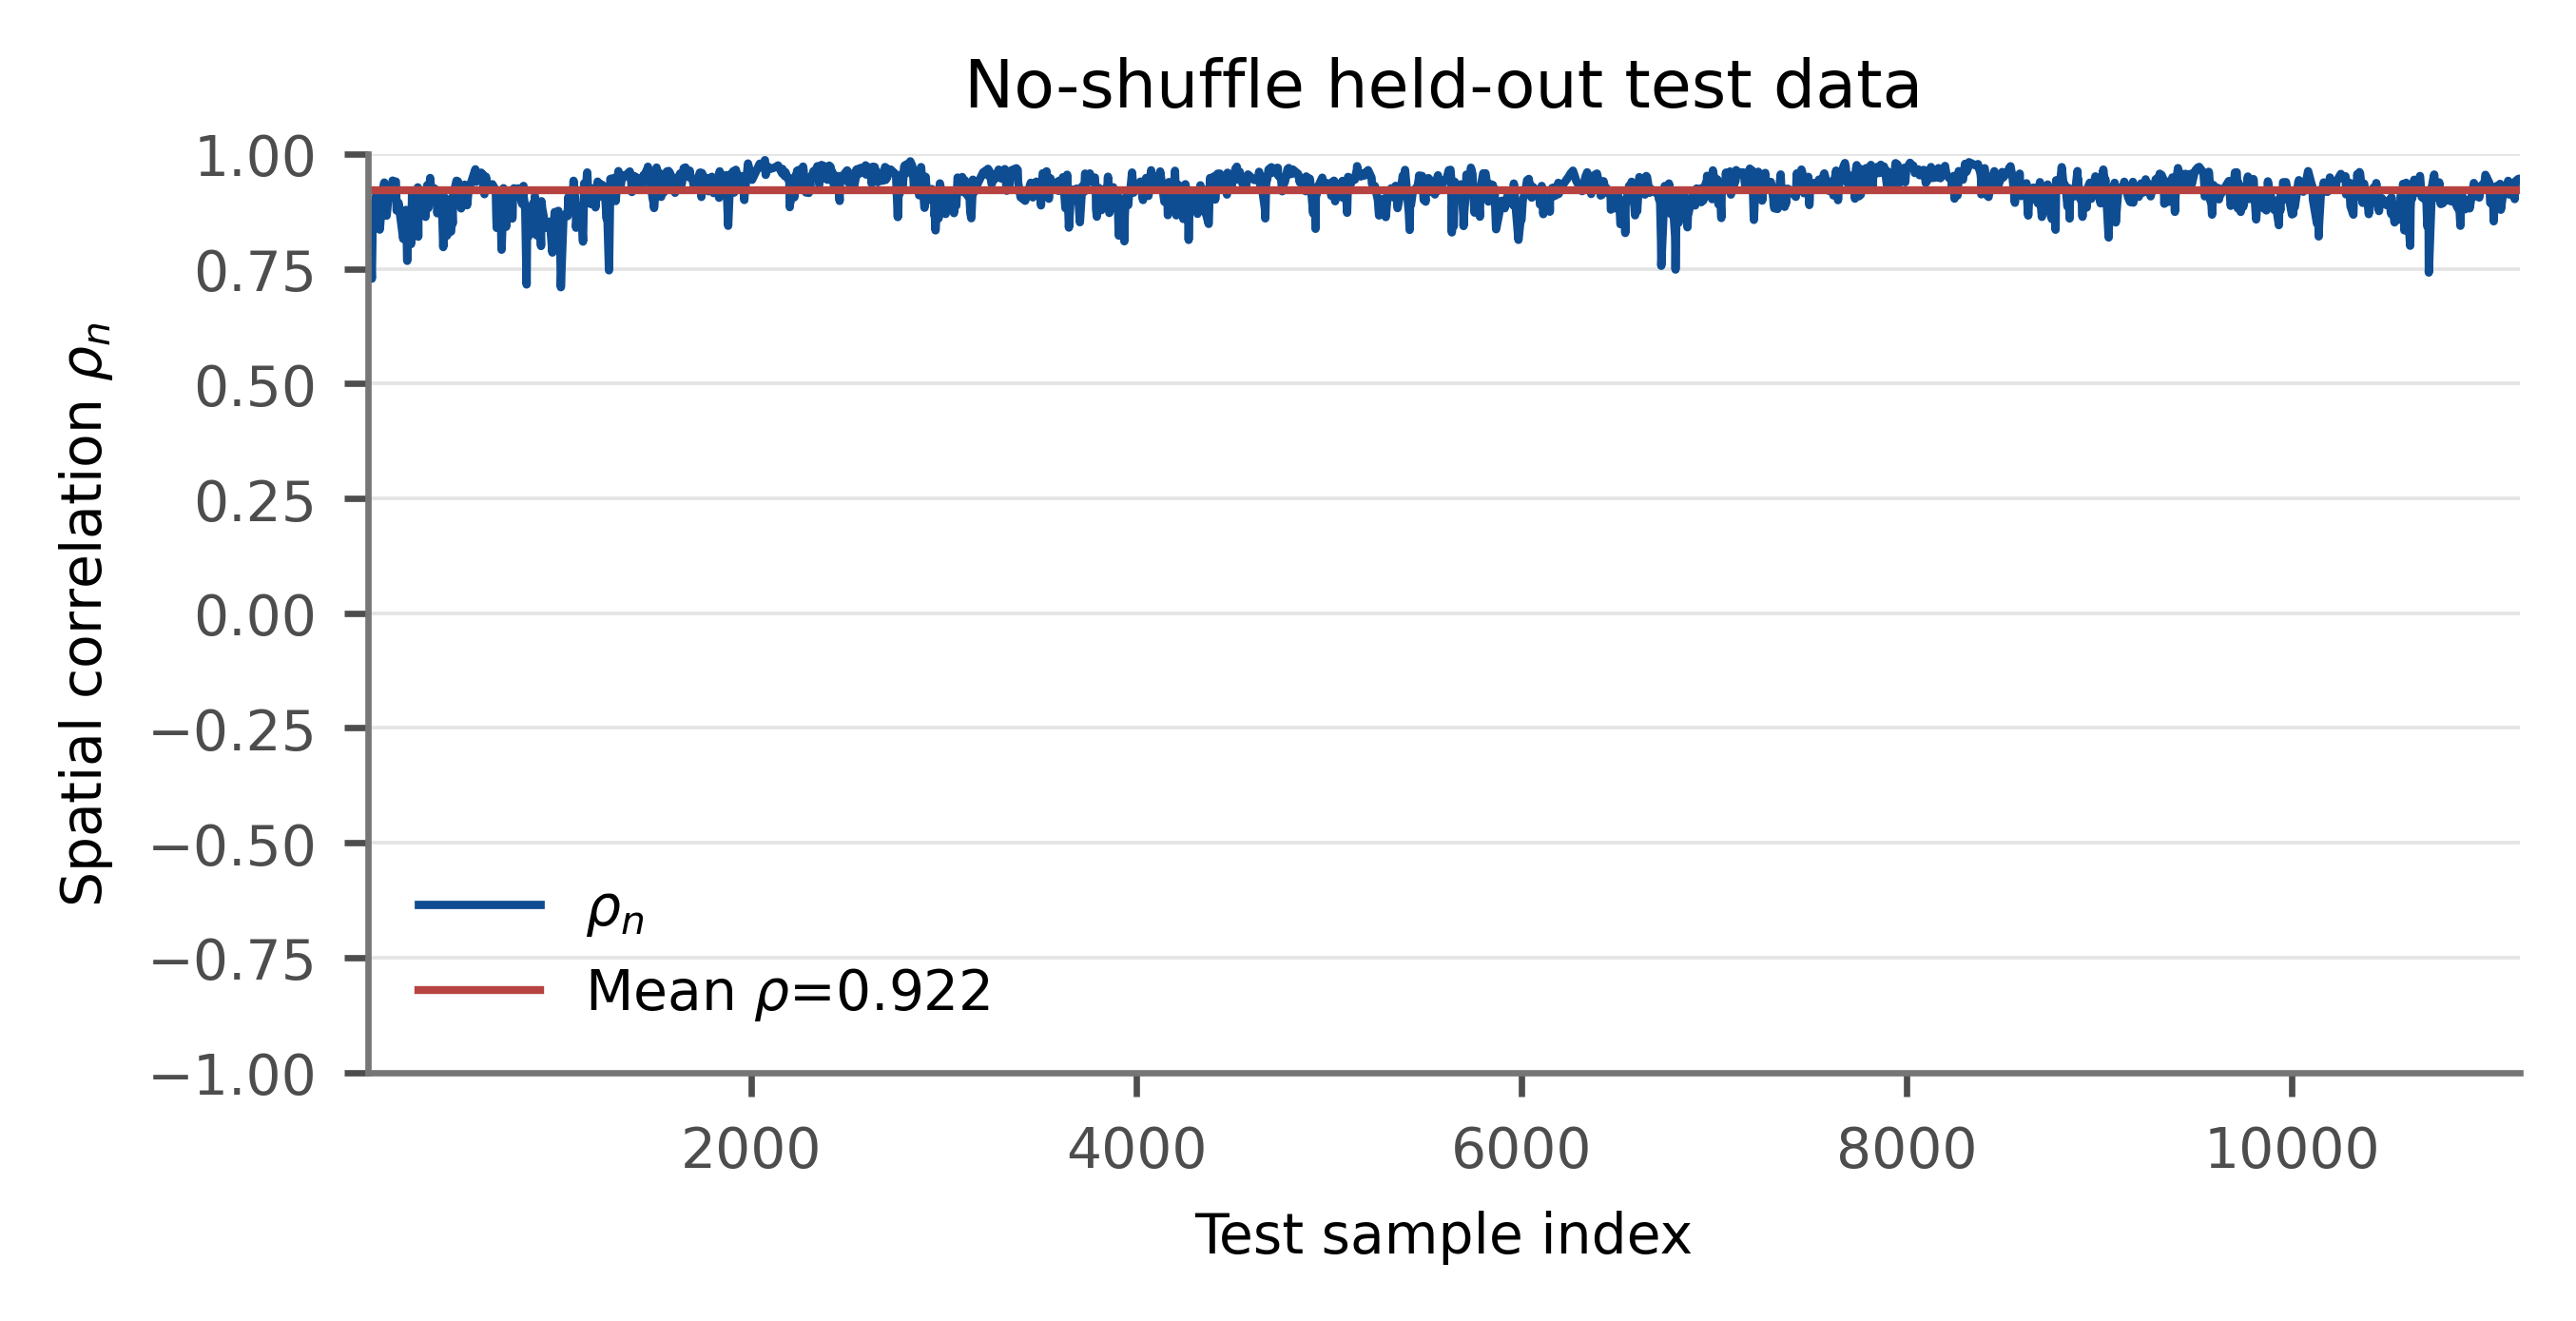 No-shuffle held-out test data
1.00
0.75
0.50
0.25
0.00
−0.25
−0.50
−0.75
−1.00
Spatial correlation ρn
ρn
Mean ρ=0.922
2000 4000 6000 8000 10000
Test sample index